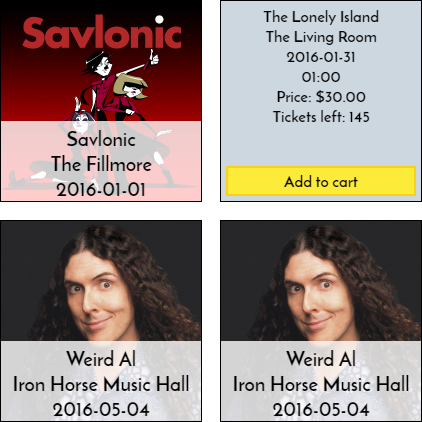 Savlonic
Savlonic
The Fillmore
2016-01-01
The Lonely Island
The Living Room
2016-01-31
01:00
Price: $30.00
Tickets left: 145
Add to cart
Weird Al
Iron Horse Music Hall
2016-05-04
Weird Al
Iron Horse Music Hall
2016-05-04